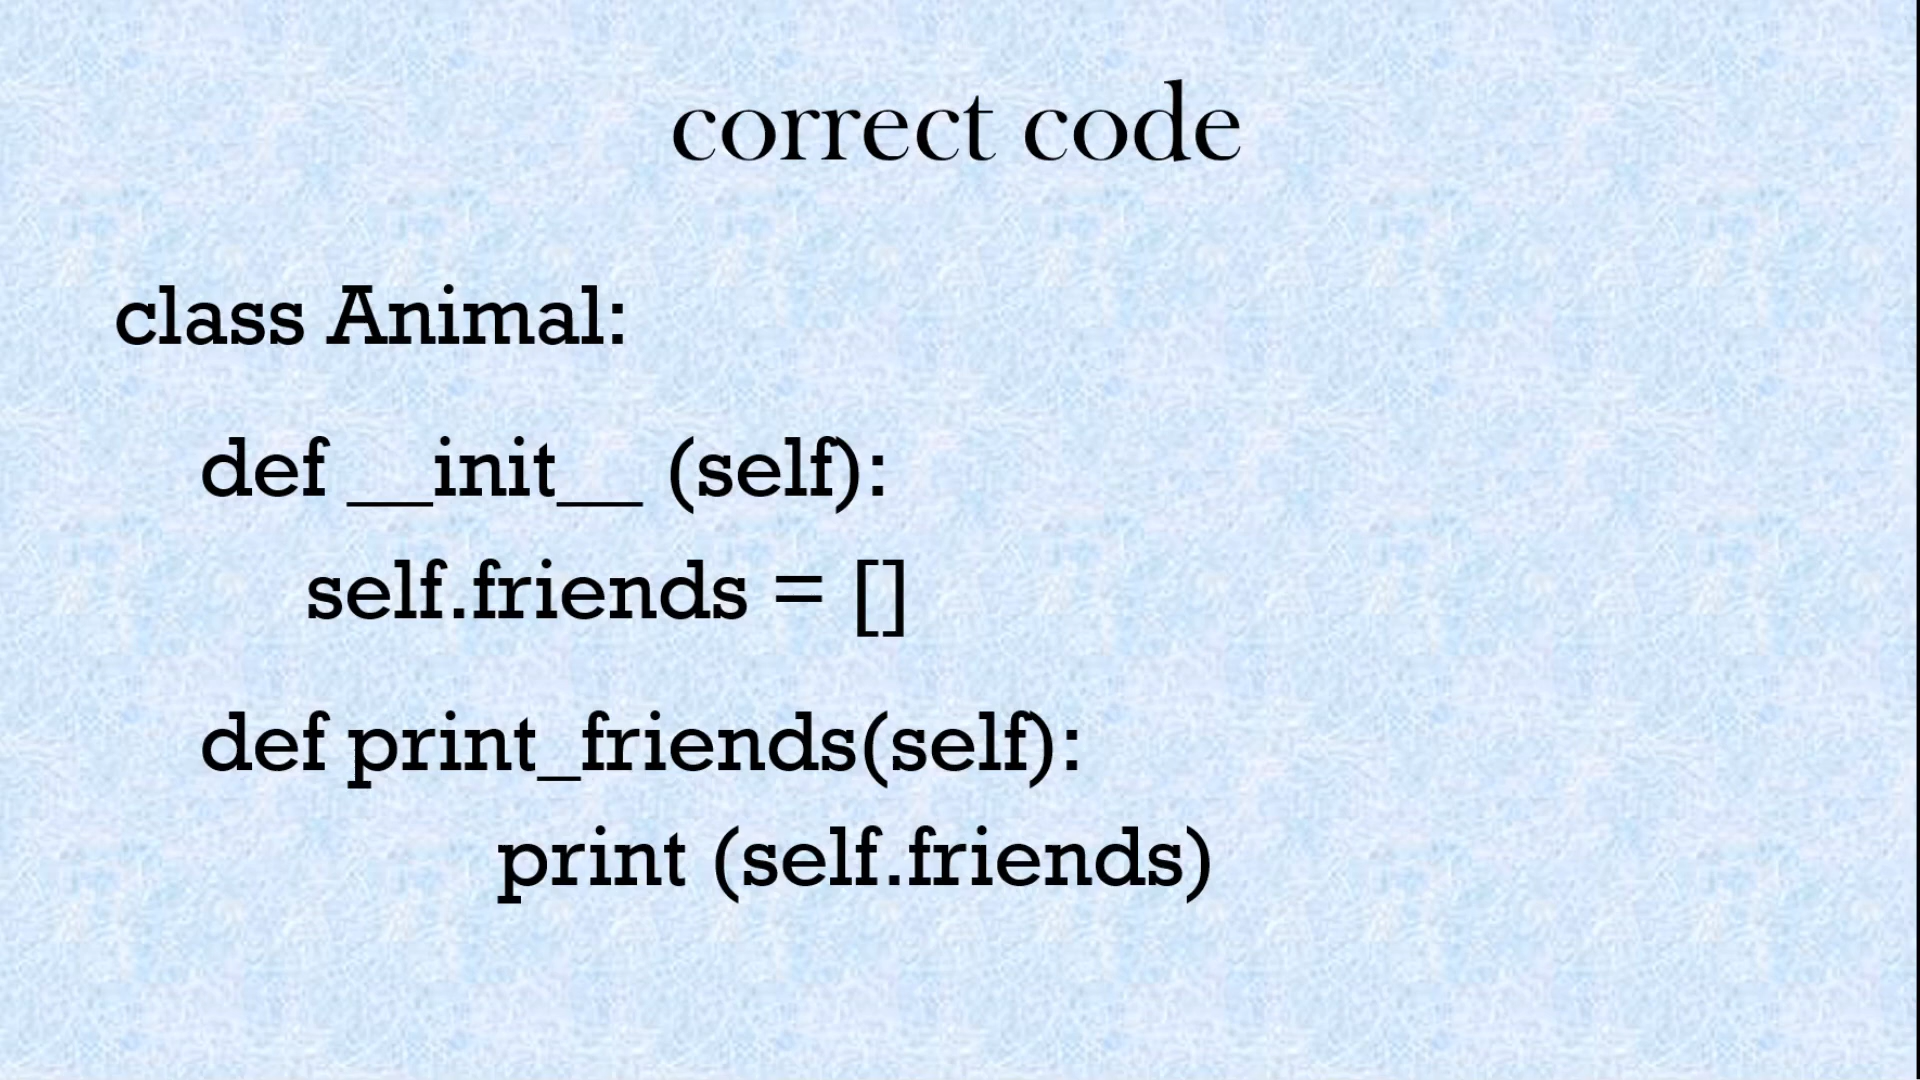 correct code
class Animal:
def __init__ (self):
self.friends = []
def print_friends(self):
print (self.friends)